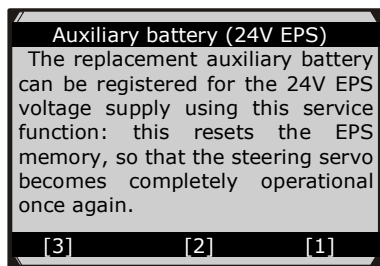 Auxiliary battery (24V EPS)
The replacement auxiliary battery
can be registered for the 24V EPS
voltage supply using this service
function: this resets the EPS
memory, so that the steering servo
becomes completely operational
once again.
[3] [2] [1]